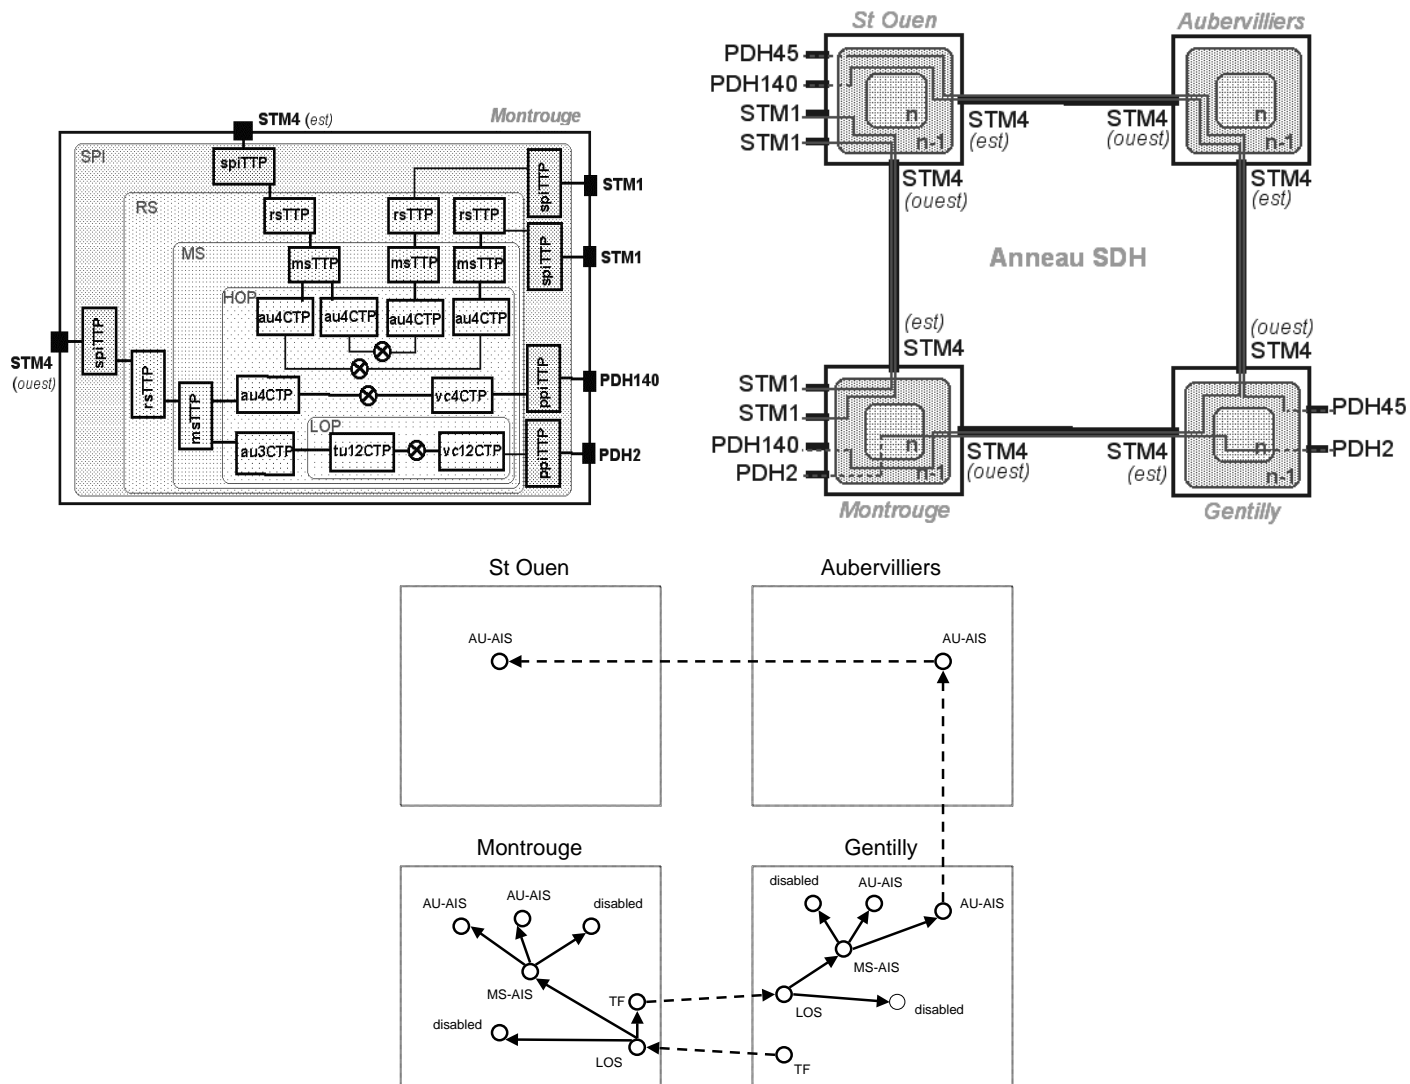 Montrouge
STM4 (est)
SPI
spiTTP
spiTTP
STM1
RS
rsTTP
rsTTP
rsTTP
spiTTP
STM1
MS
msTTP
msTTP
msTTP
HOP
au4CTP
au4CTP
au4CTP
au4CTP
spiTTP
STM4
(ouest)
rsTTP
msTTP
au4CTP
vc4CTP
ppiTTP
PDH140
LOP
au3CTP
tu12CTP
vc12CTP
ppiTTP
PDH2
St Ouen
Aubervilliers
PDH45
PDH140
STM1
STM1
n
n-1
STM4
(est)
STM4
(ouest)
n
n-1
STM4
(ouest)
STM4
(est)
Anneau SDH
(est)
STM4
(ouest)
STM4
STM1
STM1
PDH140
PDH2
n
n-1
STM4
(ouest)
STM4
(est)
n
n-1
PDH45
PDH2
Montrouge
Gentilly
St Ouen
Aubervilliers
AU-AIS
AU-AIS
Montrouge
Gentilly
AU-AIS
AU-AIS
disabled
MS-AIS
TF
disabled
LOS
disabled
AU-AIS
AU-AIS
MS-AIS
LOS
disabled
TF